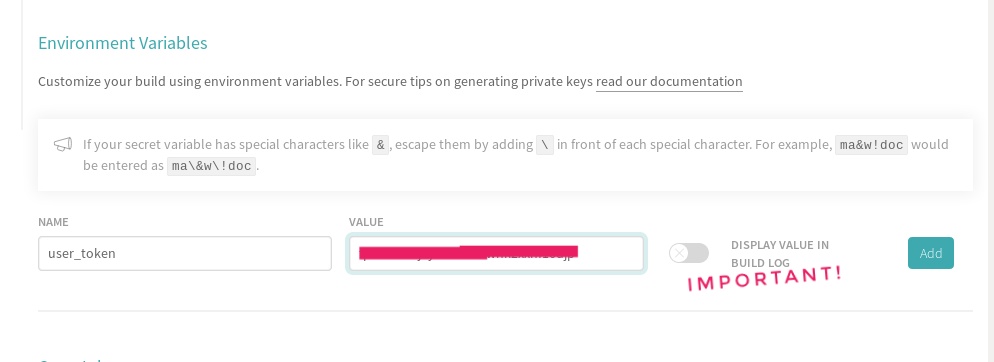 Environment Variables
Customize your build using environment variables. For secure tips on generating private keys read our documentation
If your secret variable has special characters like &, escape them by adding \ in front of each special character. For example, ma&w!doc would
be entered as ma\&w\!doc.
NAME
VALUE
user_token
DISPLAY VALUE IN
BUILD LOG
Add
IMPORTANT!